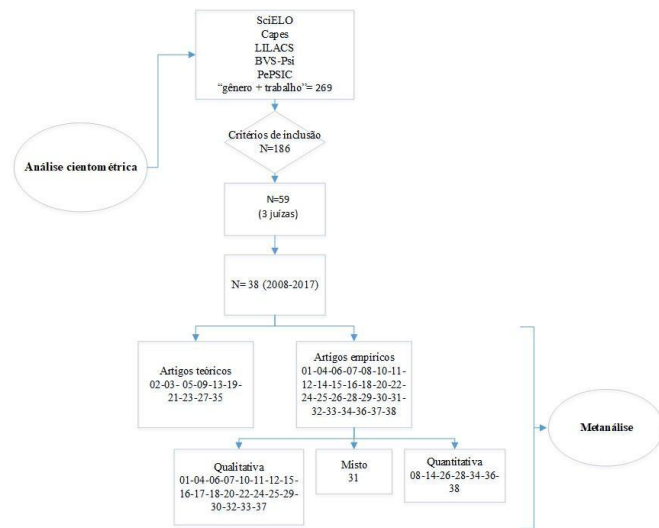 SciELO
Capes
LILACS
BVS-Psi
PePSIC
“gênero + trabalho”= 269
Critérios de inclusão
N=186
Análise cientométrica
N=59
(3 juízas)
N= 38 (2008-2017)
Artigos teóricos
02-03- 05-09-13-19-
21-23-27-35
Artigos empíricos
01-04-06-07-08-10-11-
12-14-15-16-18-20-22-
24-25-26-28-29-30-31-
32-33-34-36-37-38
Metanálise
Qualitativa
01-04-06-07-10-11-12-15-
16-17-18-20-22-24-25-29-
30-32-33-37
Misto
31
Quantitativa
08-14-26-28-34-36-
38